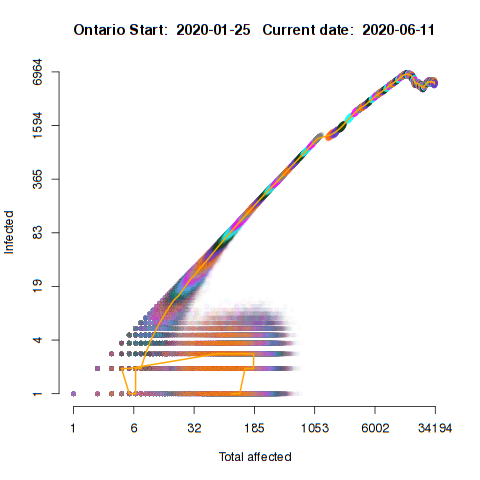 Ontario Start: 2020-01-25 Current date: 2020-06-11
6964
1594
365
83
19
4
1
Infected
1 6 32 185 1053 6002 34194
Total affected